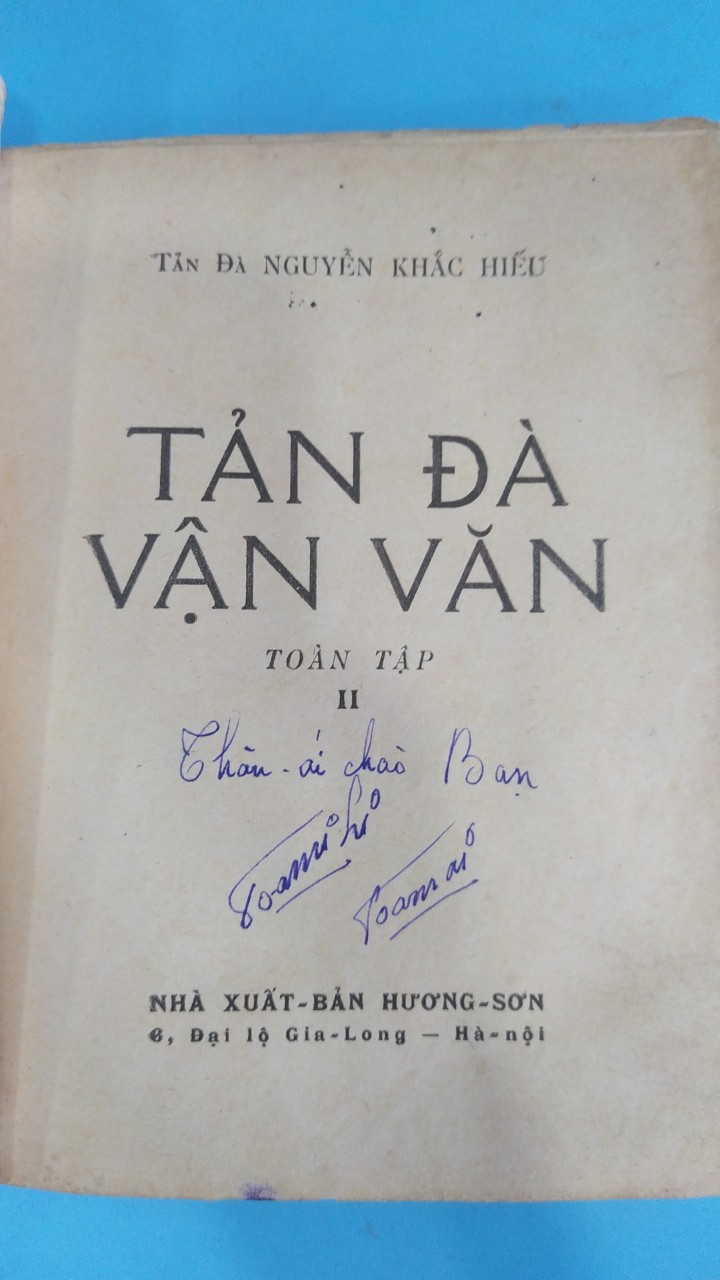 TẢN ĐÀ NGUYỄN KHẮC HIẾU
TẢN ĐÀ
VẬN VĂN
TOÀN TẬP
II
Thân-ái chào Bạn
NHÀ XUẤT-BẢN HƯƠNG-SƠN
6, Đại lộ Gia-Long — Hà-nội